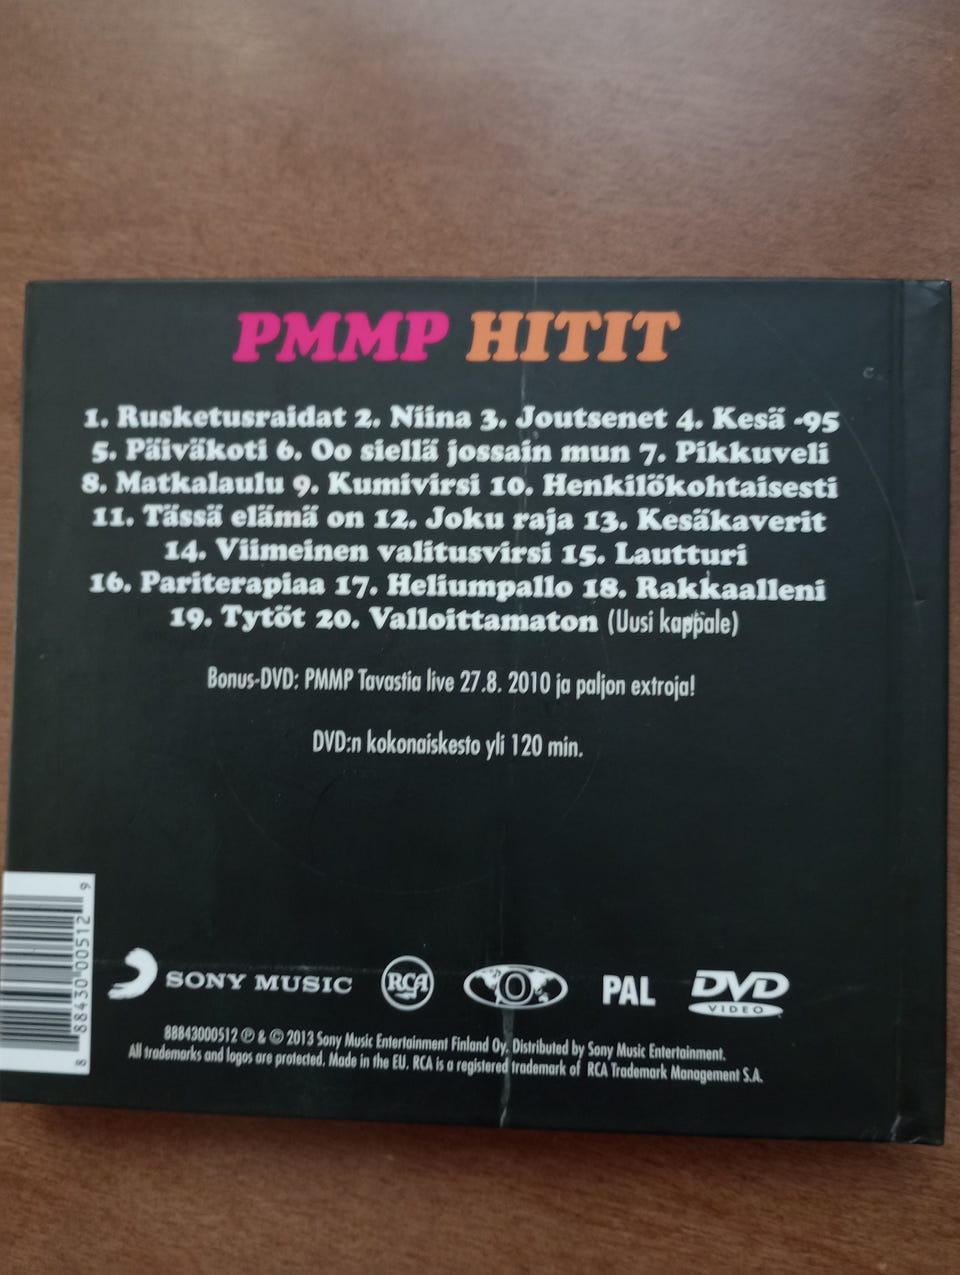 PMMP HITIT
1. Rusketusraidat 2. Niina 3. Joutsenet 4. Kesä -95
5. Päiväkoti 6. Oo siellä jossain mun 7. Pikkuveli
8. Matkalaulu 9. Kumivirsi 10. Henkilökohtaisesti
11. Tässä elämä on 12. Joku raja 13. Kesäkaverit
14. Viimeinen valitusvirsi 15. Lautturi
16. Pariterapiaa 17. Heliumpallo 18. Rakkaalleni
19. Tytöt 20. Valloittamaton (Uusi kappale)
Bonus-DVD: PMMP Tavastia live 27.8. 2010 ja paljon extroja!
DVD:n kokonaiskesto yli 120 min.
8 88430 00512 9
SONY MUSIC RCA PAL DVD VIDEO
88843000512 ℗ & © 2013 Sony Music Entertainment Finland Oy. Distributed by Sony Music Entertainment.
All trademarks and logos are protected. Made in the EU. RCA is a registered trademark of RCA Trademark Management S.A.